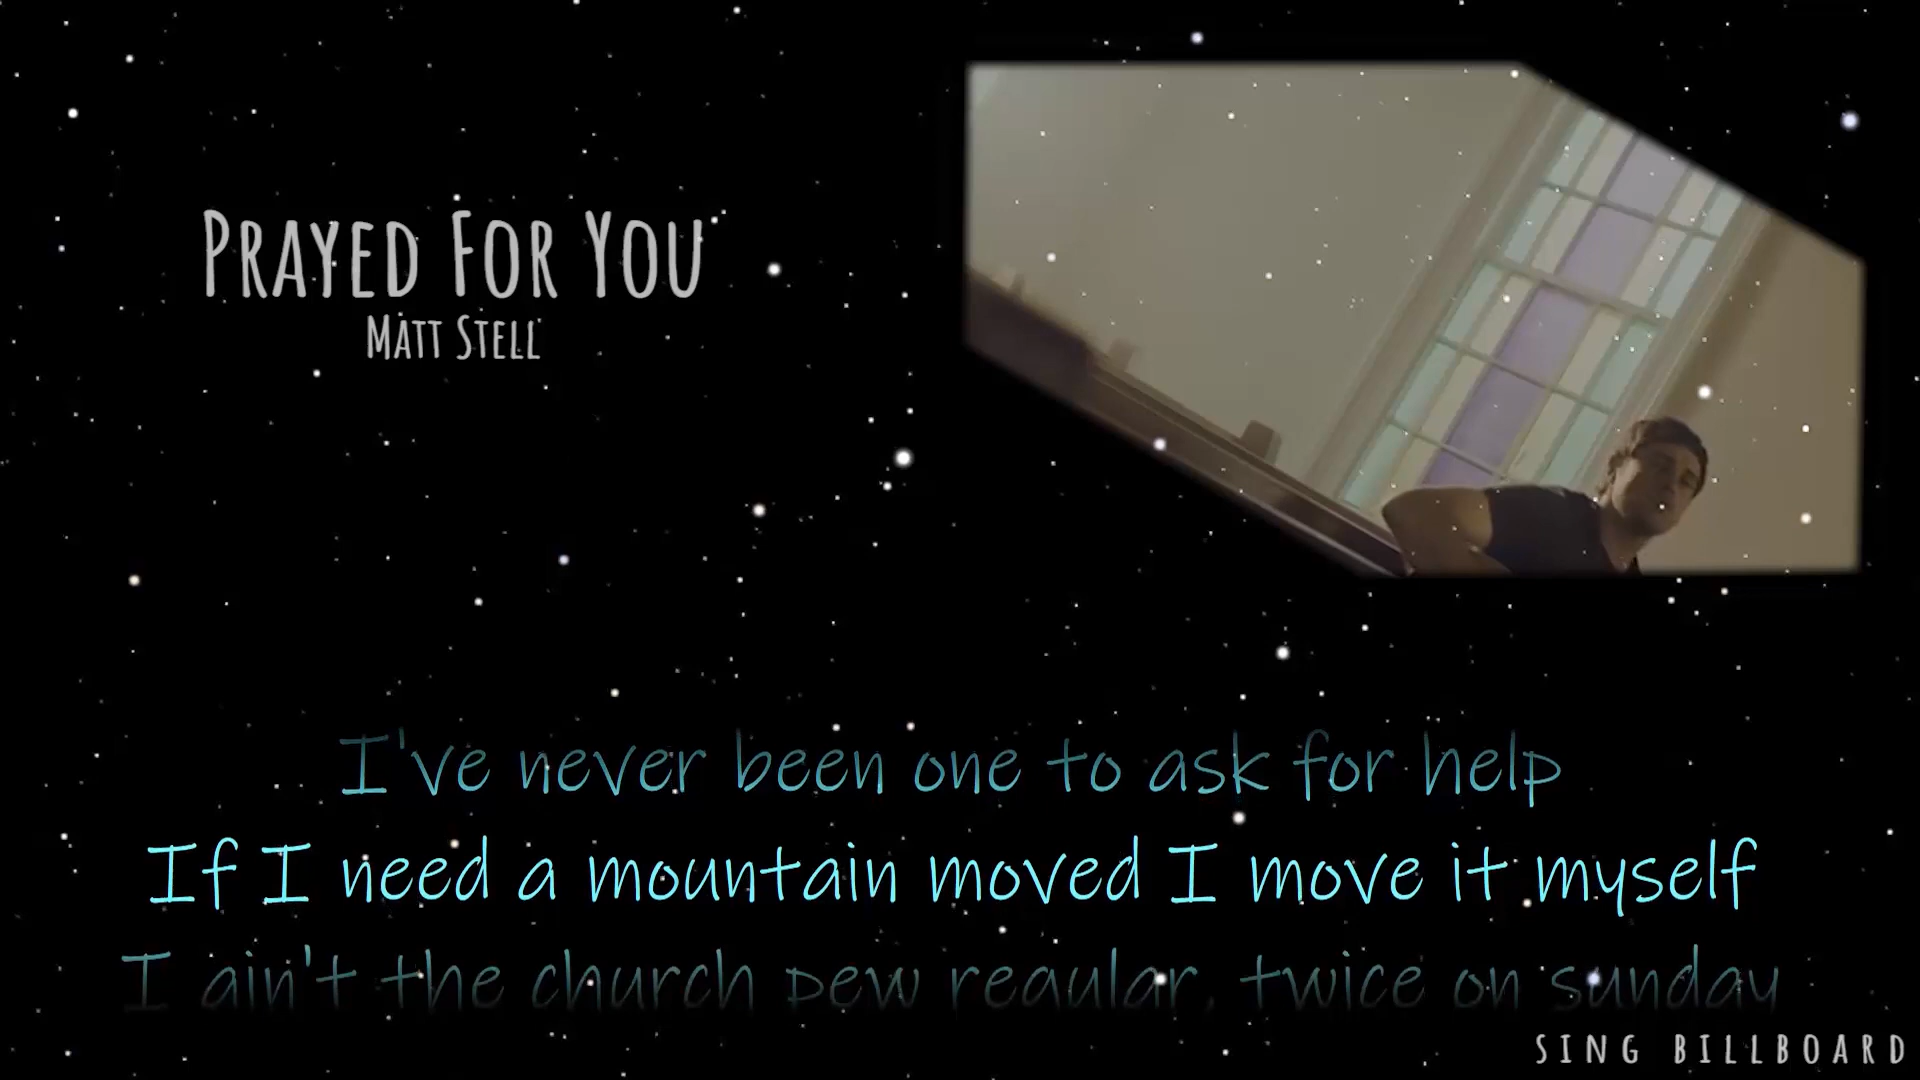 Prayed For You
Matt Stell
I've never been one to ask for help
If I need a mountain moved I move it myself
I ain't the church pew regular, twice on sunday
SING BILLBOARD